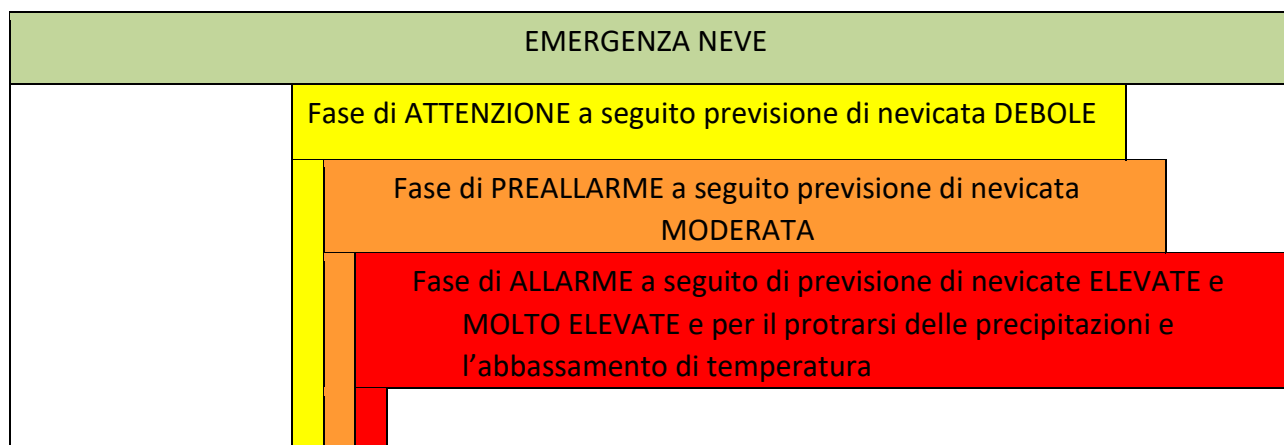 EMERGENZA NEVE
Fase di ATTENZIONE a seguito previsione di nevicata DEBOLE
Fase di PREALLARME a seguito previsione di nevicata
MODERATA
Fase di ALLARME a seguito di previsione di nevicate ELEVATE e
MOLTO ELEVATE e per il protrarsi delle precipitazioni e
l’abbassamento di temperatura